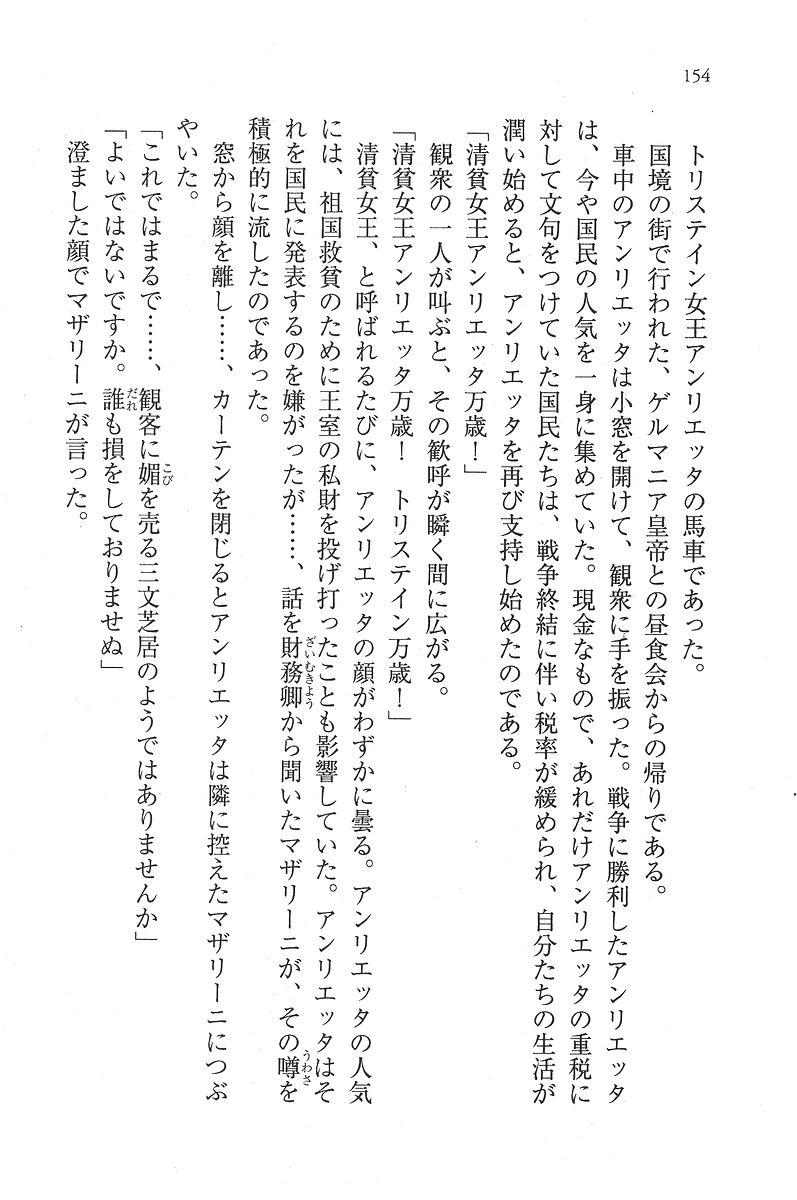 154
　トリステイン女王アンリエッタの馬車であった。
　国境の街で行われた、ゲルマニア皇帝との昼食会からの帰りである。
　車中のアンリエッタは小窓を開けて、観衆に手を振った。戦争に勝利したアンリエッタ
は、今や国民の人気を一身に集めていた。現金なもので、あれだけアンリエッタの重税に
対して文句をつけていた国民たちは、戦争終結に伴い税率が緩められ、自分たちの生活が
潤い始めると、アンリエッタを再び支持し始めたのである。
「清貧女王アンリエッタ万歳！」
　観衆の一人が叫ぶと、その歓呼が瞬く間に広がる。
「清貧女王アンリエッタ万歳！　トリステイン万歳！」
　清貧女王、と呼ばれるたびに、アンリエッタの顔がわずかに曇る。アンリエッタの人気
には、祖国救貧のために王室の私財を投げ打ったことも影響していた。アンリエッタはそ
れを国民に発表するのを嫌がったが……、話を財務卿（ざいむきよう）から聞いたマザリーニが、その噂（うわさ）を
積極的に流したのであった。
　窓から顔を離し……、カーテンを閉じるとアンリエッタは隣に控えたマザリーニにつぶ
やいた。
「これではまるで……、観客に媚（こび）を売る三文芝居のようではありませんか」
「よいではないですか。誰（だれ）も損をしておりませぬ」
　澄ました顔でマザリーニが言った。